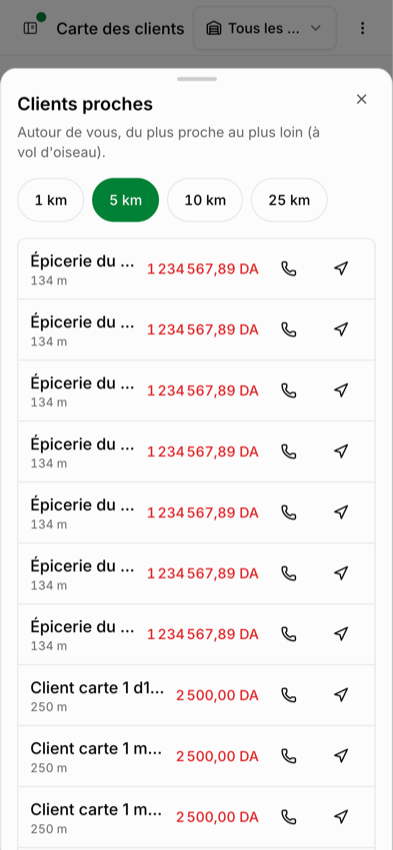 Carte des clients
Tous les ...
Clients proches
Autour de vous, du plus proche au plus loin (à
vol d'oiseau).
1 km
5 km
10 km
25 km
Épicerie du ...
1 234 567,89 DA
134 m
Épicerie du ...
1 234 567,89 DA
134 m
Épicerie du ...
1 234 567,89 DA
134 m
Épicerie du ...
1 234 567,89 DA
134 m
Épicerie du ...
1 234 567,89 DA
134 m
Épicerie du ...
1 234 567,89 DA
134 m
Épicerie du ...
1 234 567,89 DA
134 m
Client carte 1 d1...
2 500,00 DA
250 m
Client carte 1 m...
2 500,00 DA
250 m
Client carte 1 m...
2 500,00 DA
250 m